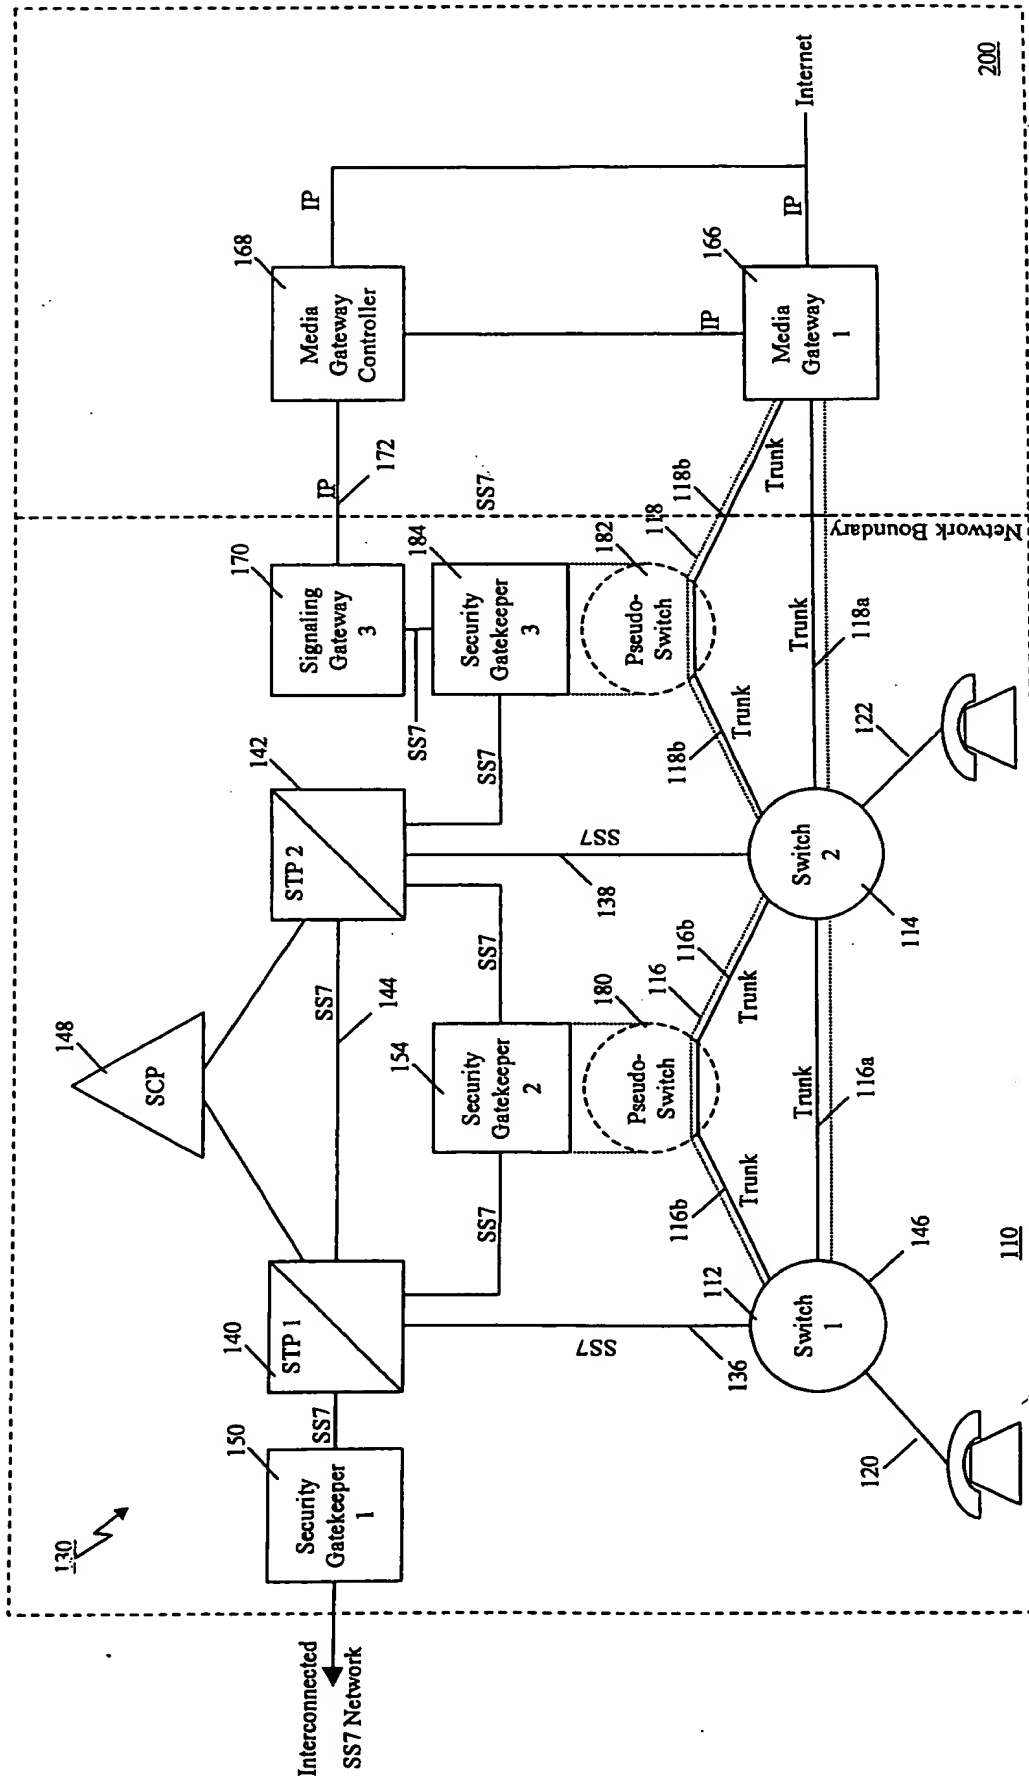 130
Interconnected
SS7 Network
150
Security
Gatekeeper
1
SS7
140
STP 1
148
SCP
SS7
144
142
STP 2
170
Signaling
Gateway
3
IP
172
168
Media
Gateway
Controller
IP
SS7
154
Security
Gatekeeper
2
SS7
SS7
SS7
184
Security
Gatekeeper
3
SS7
SS7
136
SS7
138
180
Pseudo-
Switch
116
116b
116b
Trunk
Trunk
182
Pseudo-
Switch
118
118b
118b
Trunk
Trunk
IP
112
Switch
1
146
Trunk
116a
Switch
2
114
Trunk
118a
166
Media
Gateway
1
IP
Internet
120
122
110
Network Boundary
200